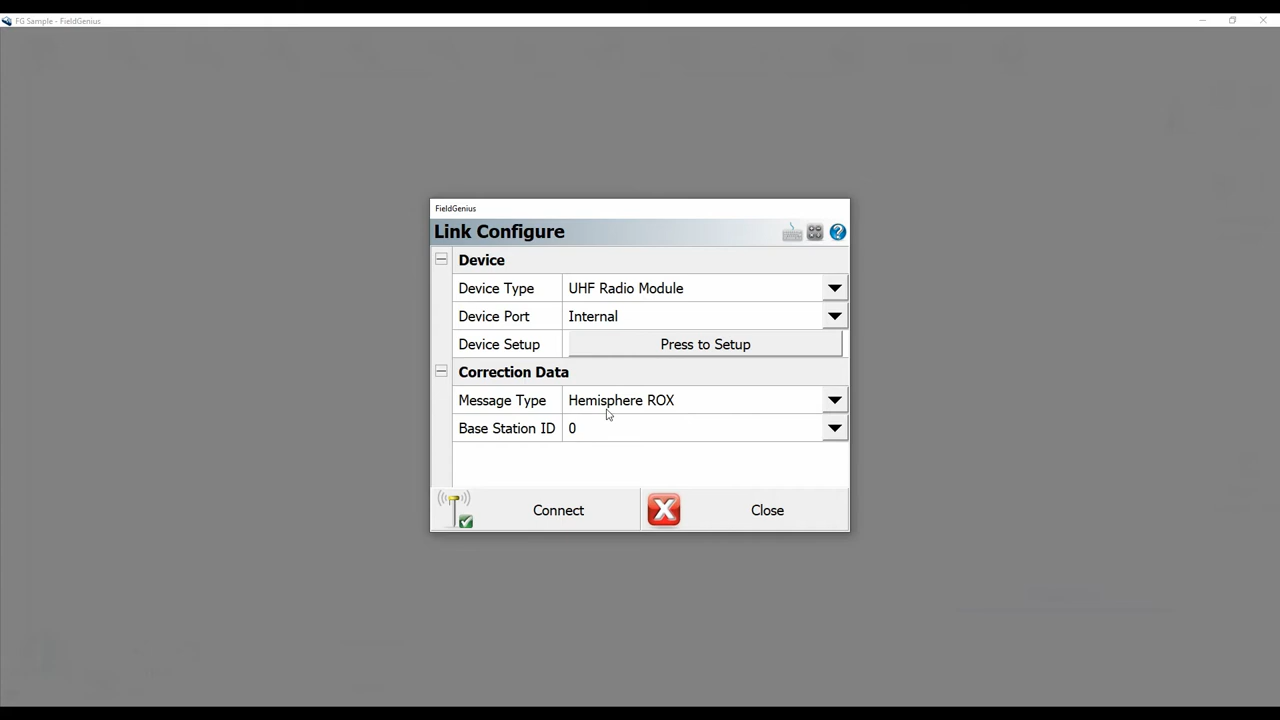 FG Sample - FieldGenius
FieldGenius
Link Configure
Device
Device Type UHF Radio Module
Device Port Internal
Device Setup Press to Setup
Correction Data
Message Type Hemisphere ROX
Base Station ID 0
Connect Close